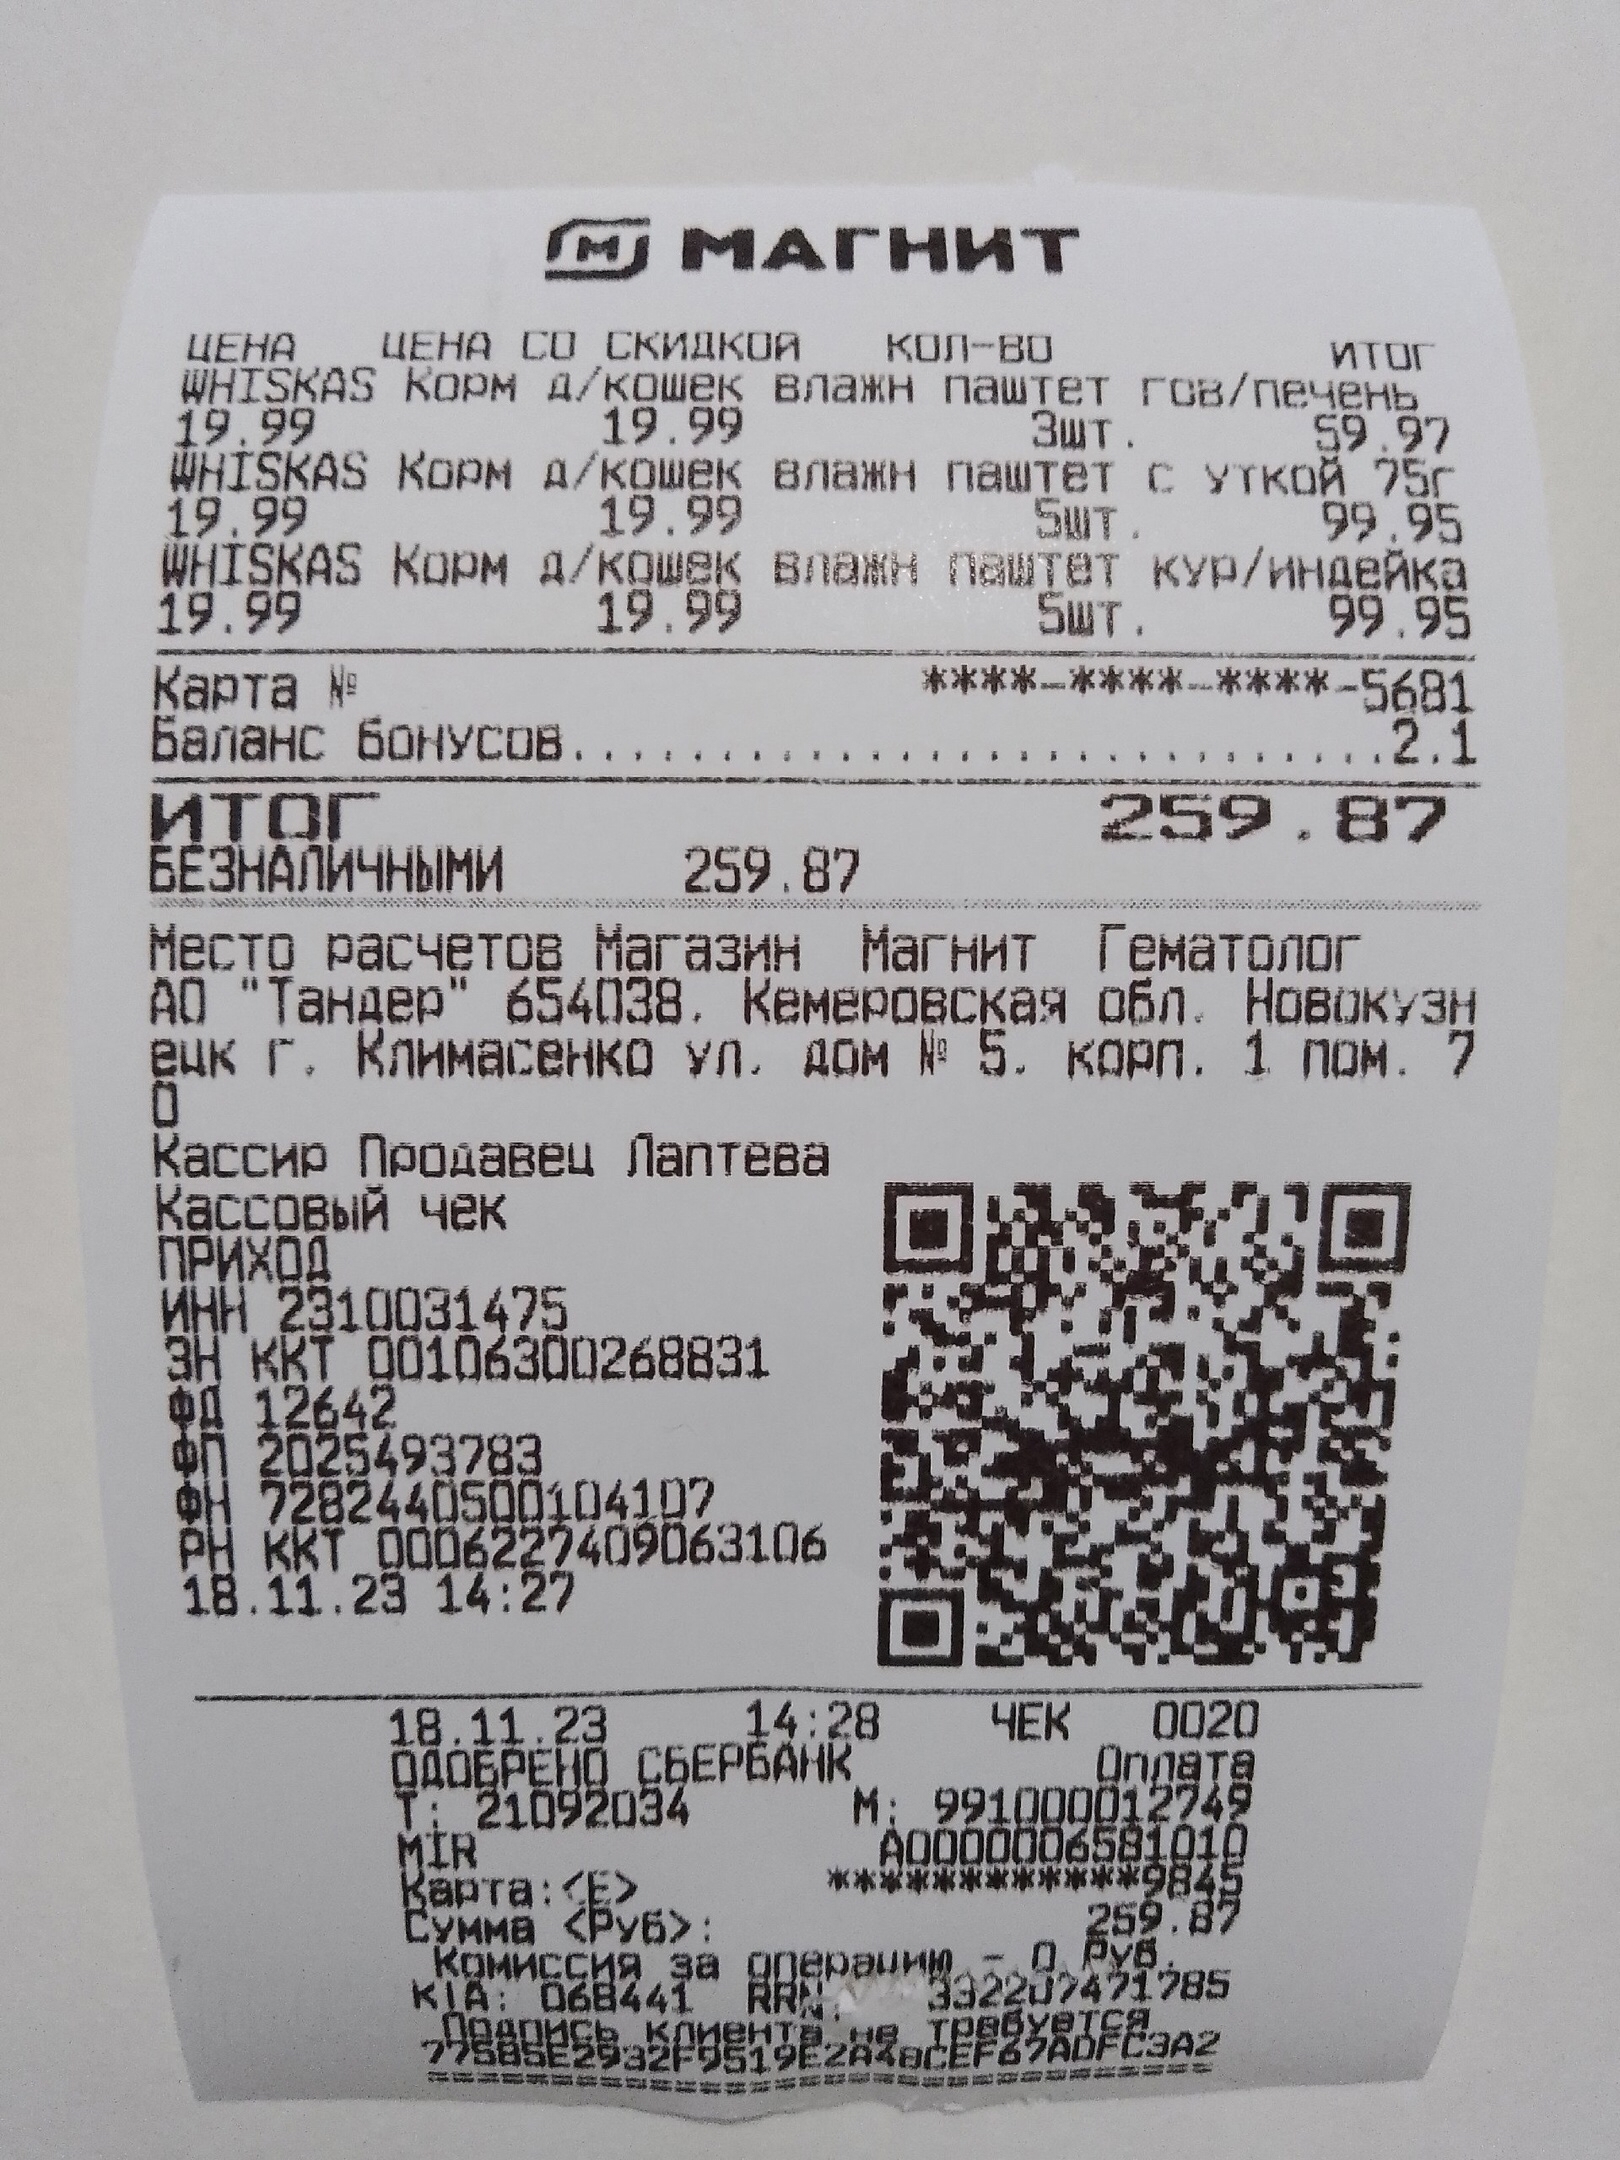 МАГНИТ
ЦЕНА ЦЕНА СО СКИДКОЙ КОЛ-ВО ИТОГ
WHISKAS Корм д/кошек влажн паштет гов/печень
19.99 19.99 3шт. 59.97
WHISKAS Корм д/кошек влажн паштет с уткой 75г
19.99 19.99 5шт. 99.95
WHISKAS Корм д/кошек влажн паштет кур/индейка
19.99 19.99 5шт. 99.95
Карта № ****-****-****-5681
Баланс бонусов..............................2.1
ИТОГ 259.87
БЕЗНАЛИЧНЫМИ 259.87
Место расчетов Магазин Магнит Гематолог
АО "Тандер" 654038, Кемеровская обл. Новокузн
ецк г. Климасенко ул. дом № 5. корп. 1 пом. 7
0
Кассир Продавец Лаптева
Кассовый чек
ПРИХОД
ИНН 2310031475
ЗН ККТ 00106300268831
ФД 12642
ФП 2025493783
ФН 7282440500104107
РН ККТ 0006227409063106
18.11.23 14:27
18.11.23 14:28 ЧЕК 0020
ОДОБРЕНО СБЕРБАНК Оплата
Т: 21092034 М: 991000012749
MIR A0000006581010
Карта:<E> ************9845
Сумма <Руб>: 259.87
Комиссия за операцию - 0 Руб.
К/А: 068441 RRN: 332207471785
Подпись клиента не требуется
77585E2932F9519E2A48CEF67ADFC3A2
==============================